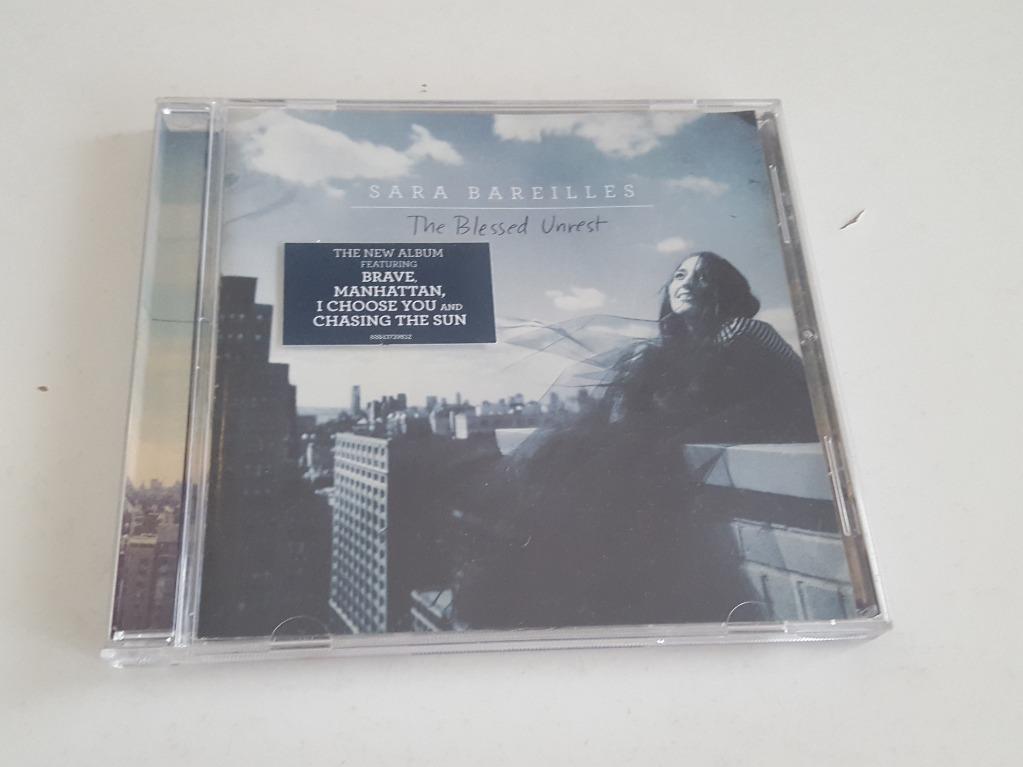 SARA BAREILLES
The Blessed Unrest
THE NEW ALBUM
FEATURING
BRAVE,
MANHATTAN,
I CHOOSE YOU AND
CHASING THE SUN